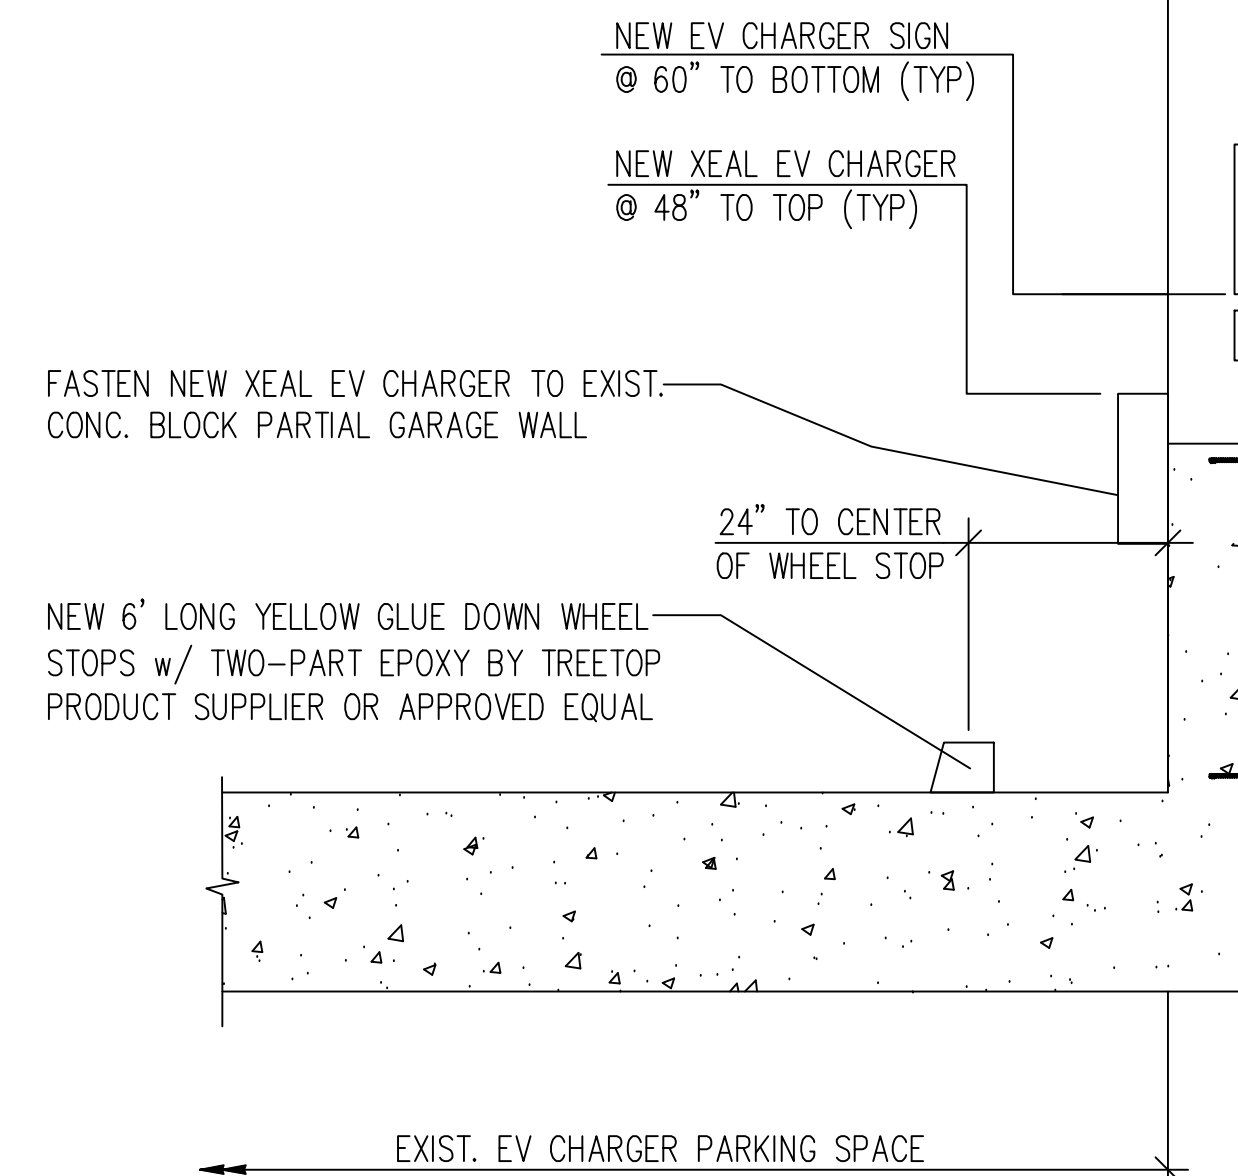 NEW EV CHARGER SIGN
@ 60” TO BOTTOM (TYP)
NEW XEAL EV CHARGER
@ 48” TO TOP (TYP)
FASTEN NEW XEAL EV CHARGER TO EXIST.
CONC. BLOCK PARTIAL GARAGE WALL
24” TO CENTER
OF WHEEL STOP
NEW 6’ LONG YELLOW GLUE DOWN WHEEL
STOPS w/ TWO-PART EPOXY BY TREETOP
PRODUCT SUPPLIER OR APPROVED EQUAL
EXIST. EV CHARGER PARKING SPACE